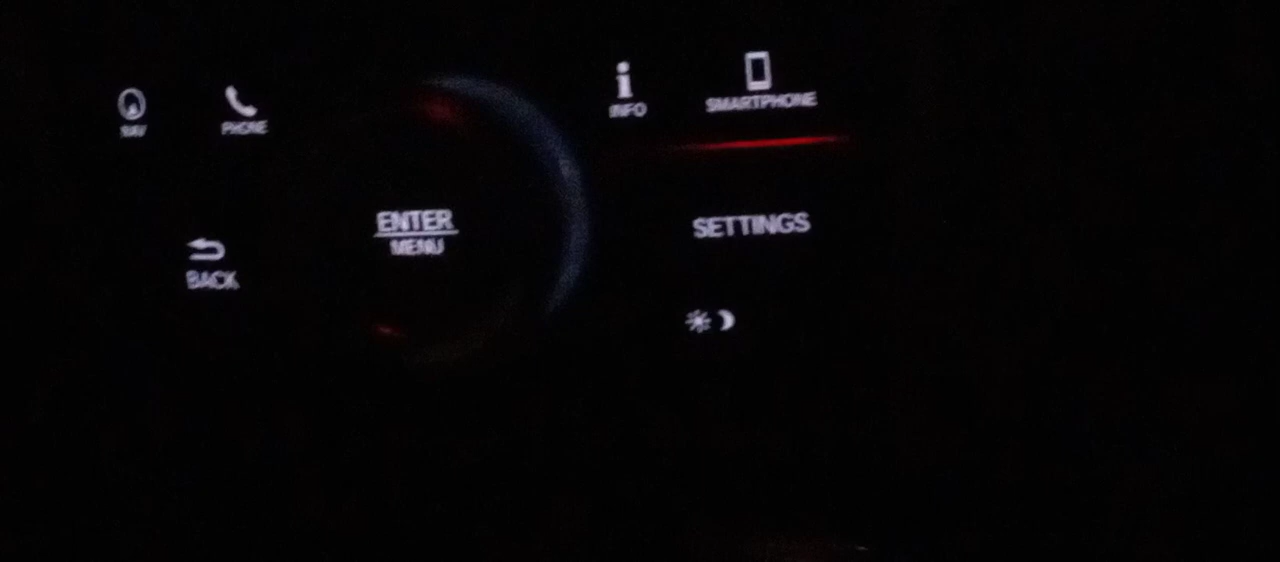 NAV
PHONE
INFO
SMARTPHONE
ENTER
MENU
SETTINGS
BACK